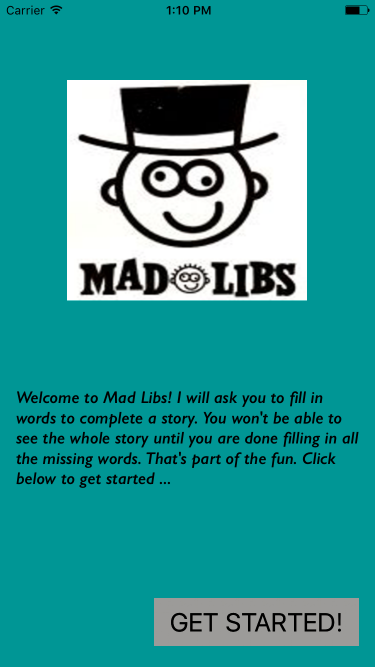 Carrier 1:10 PM
MAD LIBS
Welcome to Mad Libs! I will ask you to fill in
words to complete a story. You won't be able to
see the whole story until you are done filling in all
the missing words. That's part of the fun. Click
below to get started ...
GET STARTED!